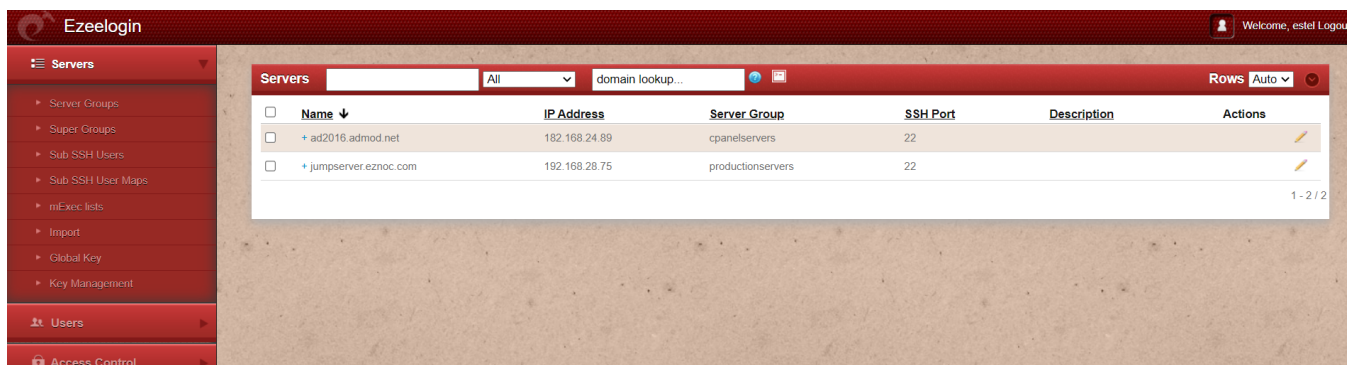 Ezeelogin
Welcome, estel Logou
Servers
Server Groups
Super Groups
Sub SSH Users
Sub SSH User Maps
mExec lists
Import
Global Key
Key Management
Users
Access Control
Servers All domain lookup... Rows Auto
Name IP Address Server Group SSH Port Description Actions
+ ad2016.admod.net 182.168.24.89 cpanelservers 22
+ jumpserver.eznoc.com 192.168.28.75 productionservers 22
1 - 2 / 2